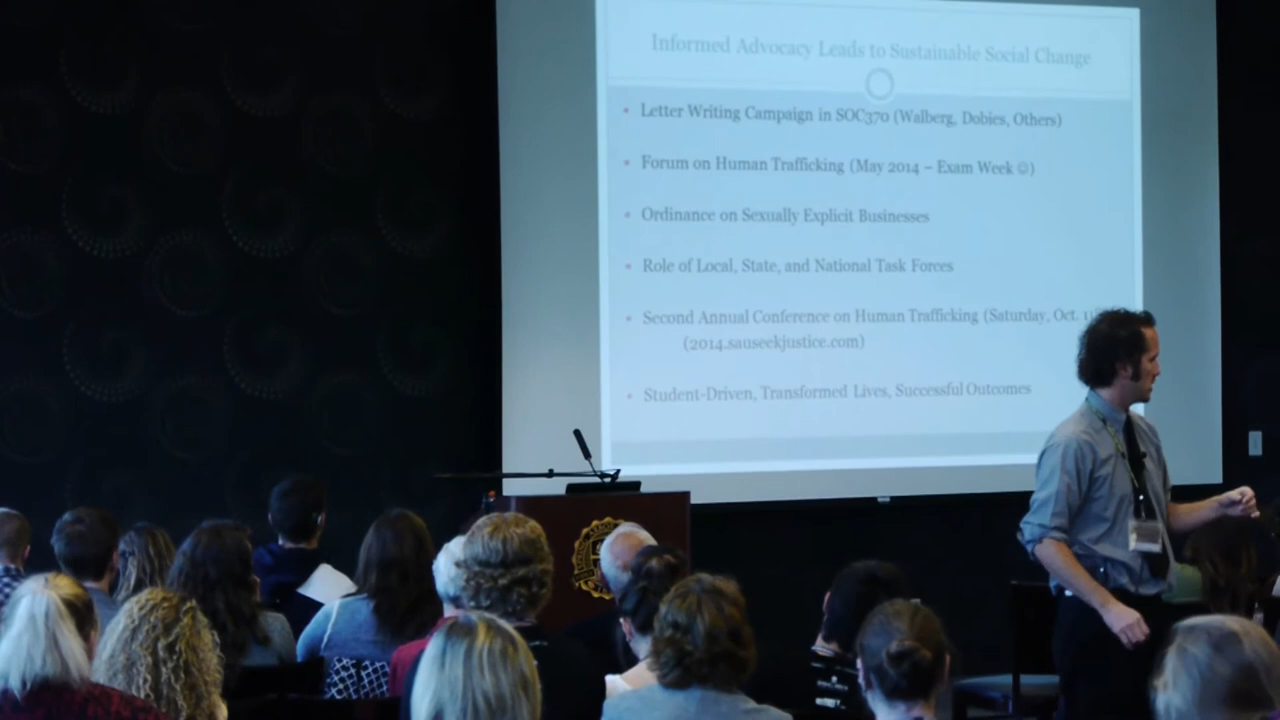 Informed Advocacy Leads to Sustainable Social Change
• Letter Writing Campaign in SOC370 (Walberg, Dobies, Others)
• Forum on Human Trafficking (May 2014 – Exam Week ☺)
• Ordinance on Sexually Explicit Businesses
• Role of Local, State, and National Task Forces
• Second Annual Conference on Human Trafficking (Saturday, Oct.
(2014.sauseekjustice.com)
• Student-Driven, Transformed Lives, Successful Outcomes